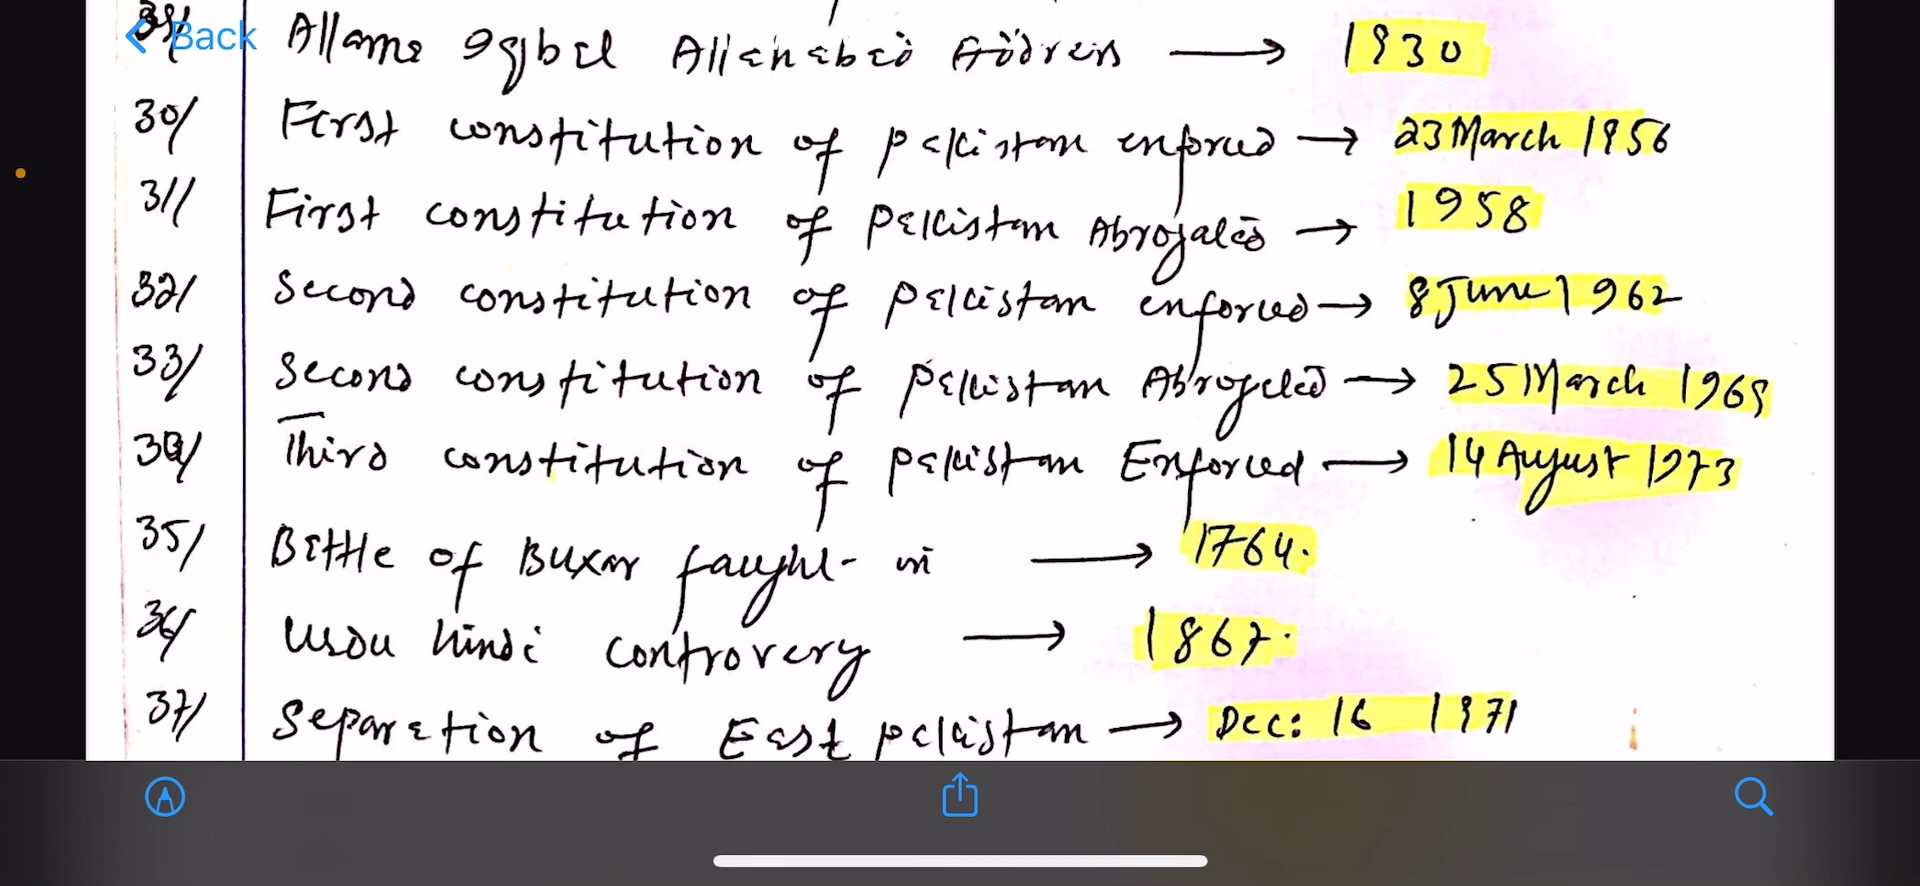 Back
Allama Iqbal Allahabad Address → 1930
30/ First constitution of pakistan enforced → 23 March 1956
31/ First constitution of Pakistan Abrogated → 1958
32/ Second constitution of Pakistan enforced → 8 June 1962
33/ Second constitution of Pakistan Abrogated → 25 March 1969
34/ Third constitution of pakistan Enforced → 14 August 1973
35/ Battle of Buxar faught in → 1764.
36/ Urdu hindi controvery → 1867.
37/ Separation of East pakistan → Dec: 16 1971